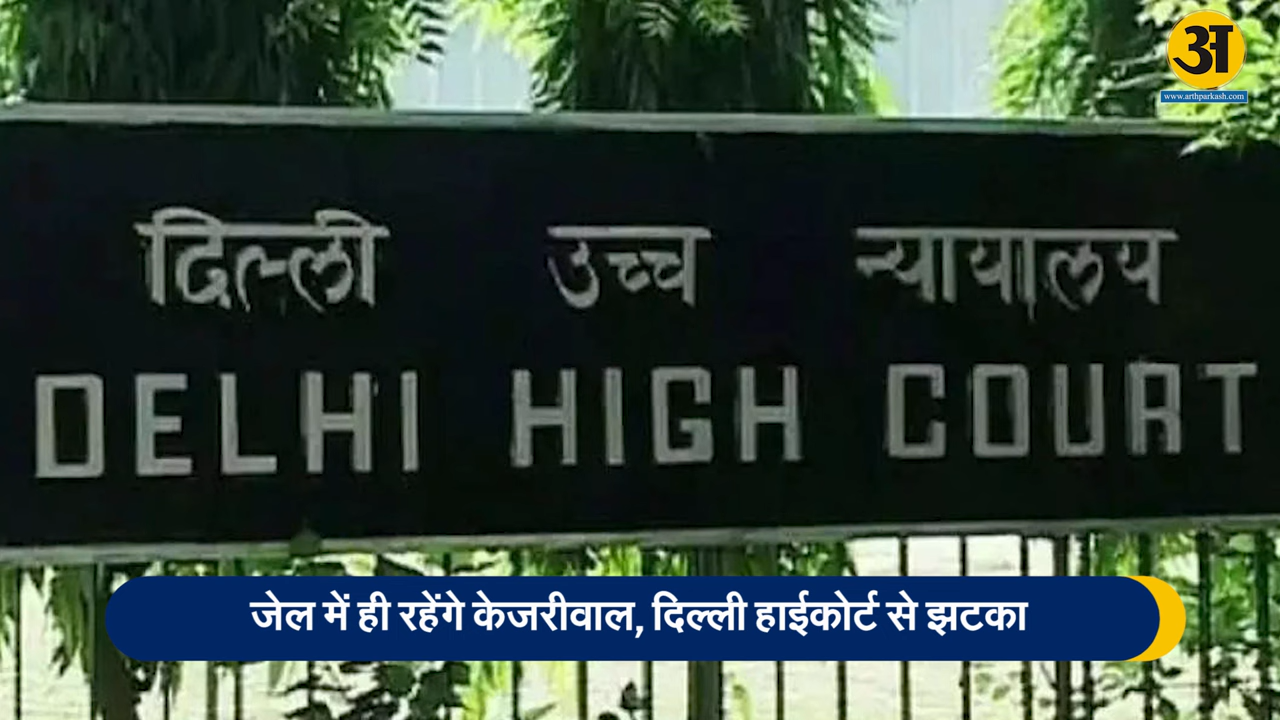 अ
www.arthparkash.com
दिल्ली उच्च न्यायालय
DELHI HIGH COURT
जेल में ही रहेंगे केजरीवाल, दिल्ली हाईकोर्ट से झटका